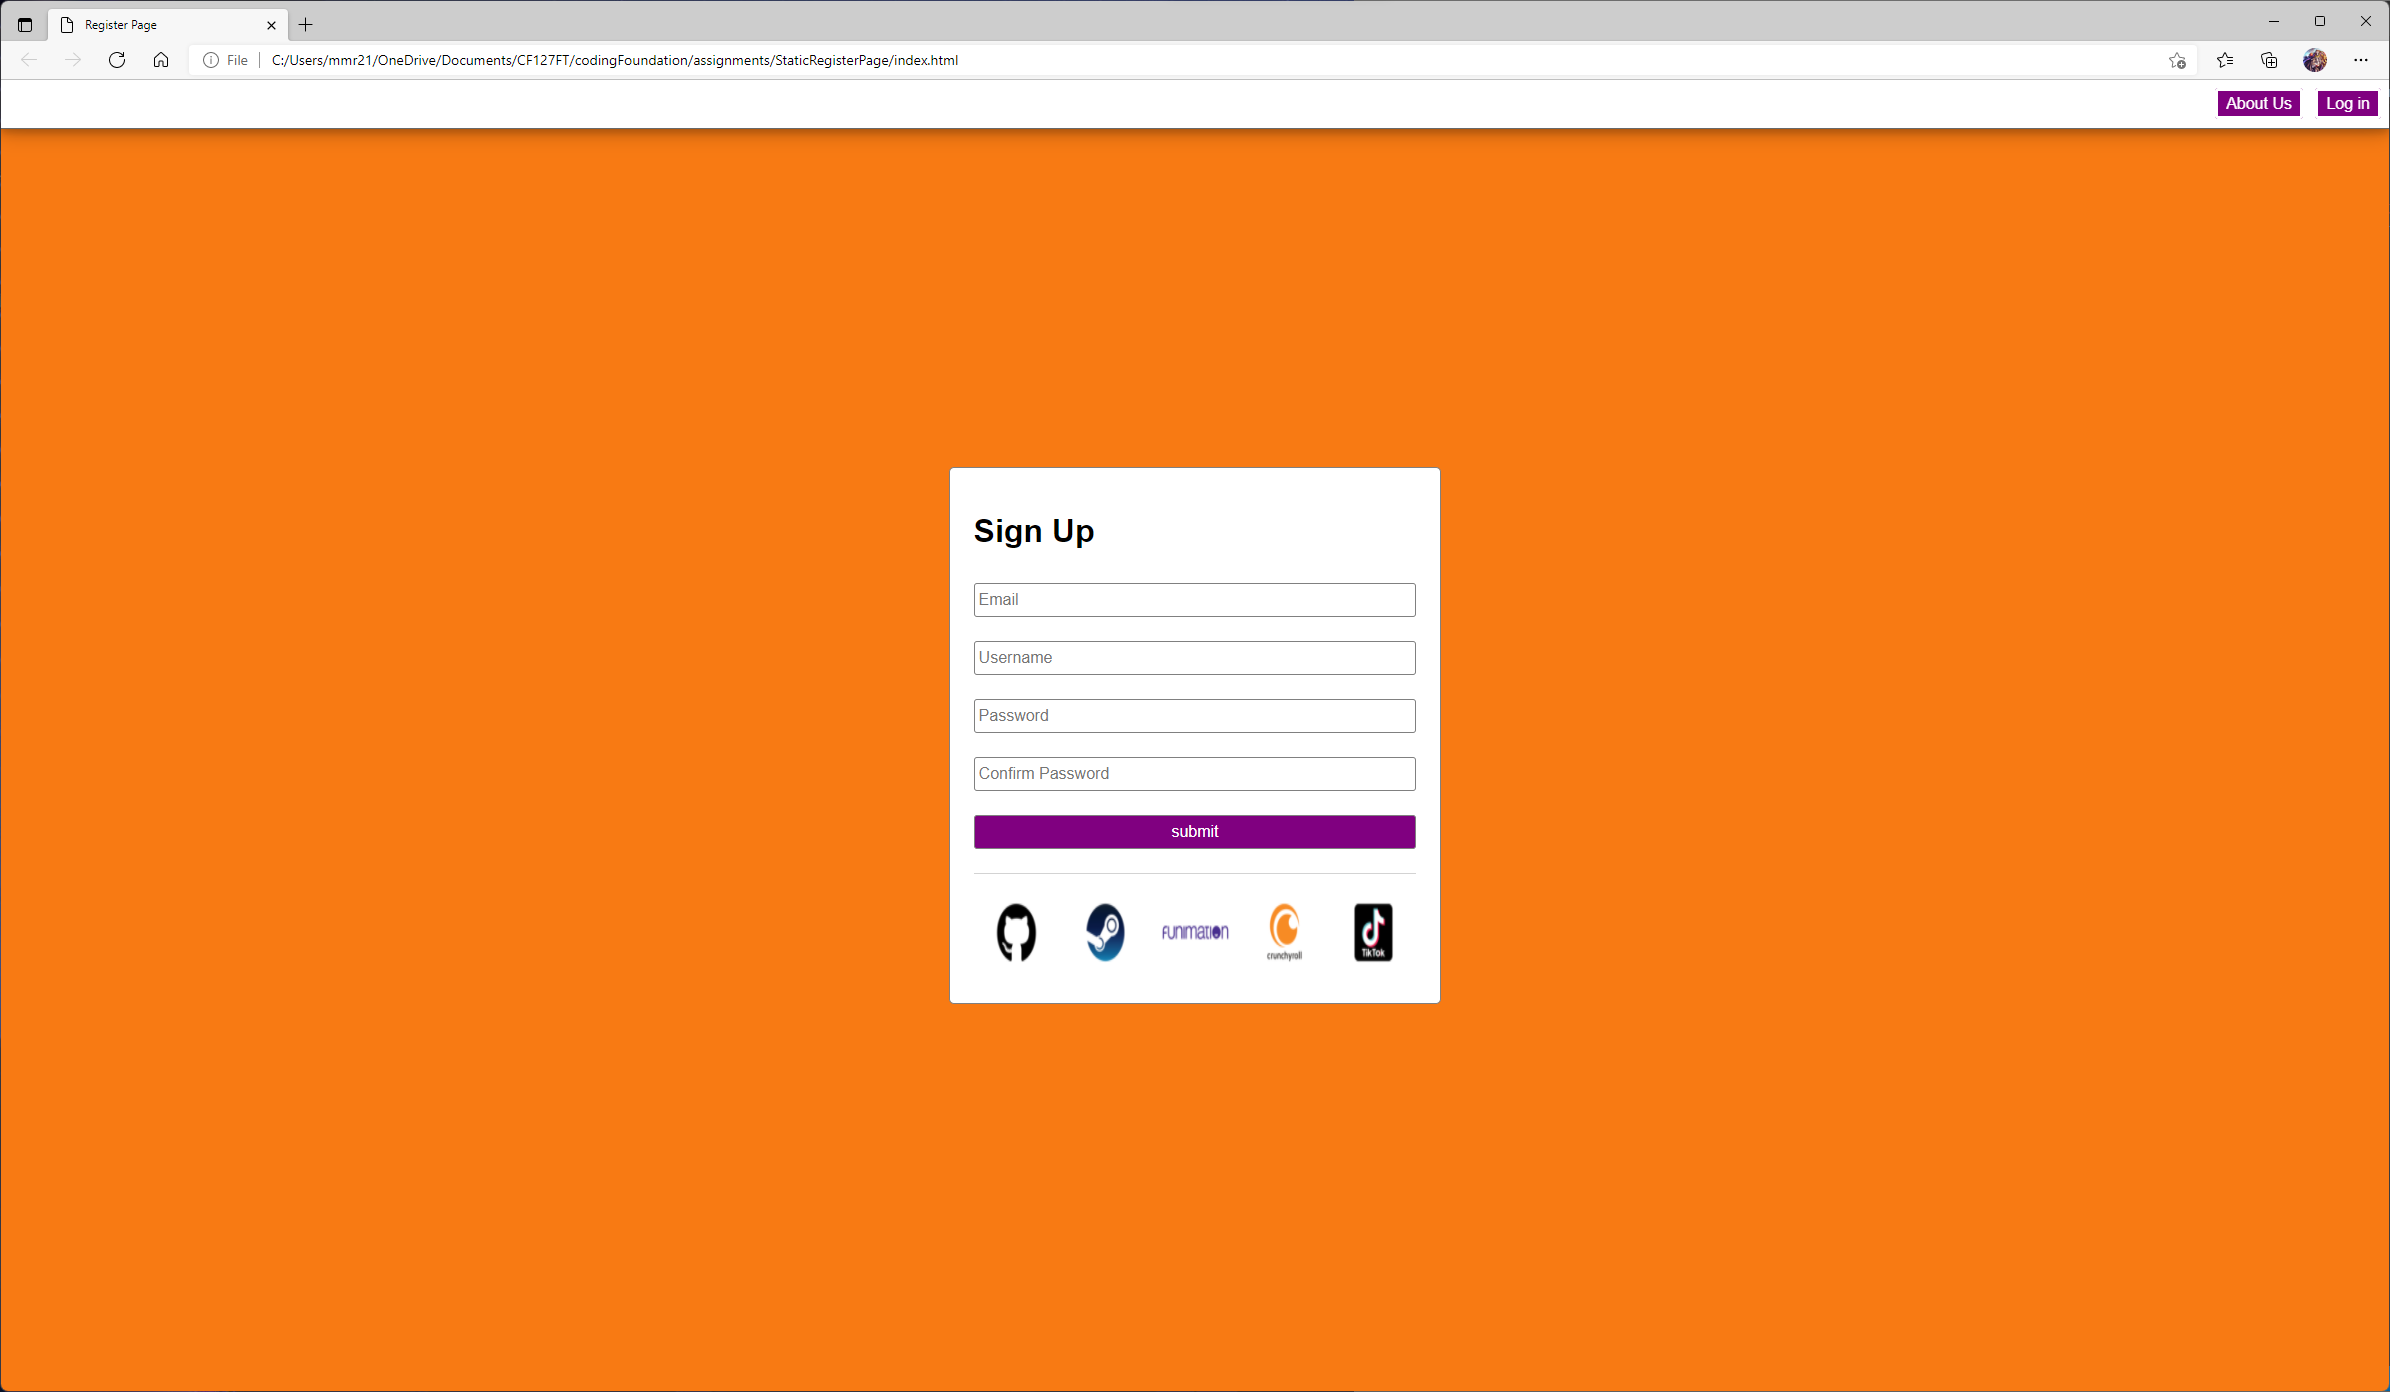 Register Page
File
C:/Users/mmr21/OneDrive/Documents/CF127FT/codingFoundation/assignments/StaticRegisterPage/index.html
About Us
Log in
Sign Up
Email
Username
Password
Confirm Password
submit
FUNIMATION
crunchyroll
TikTok